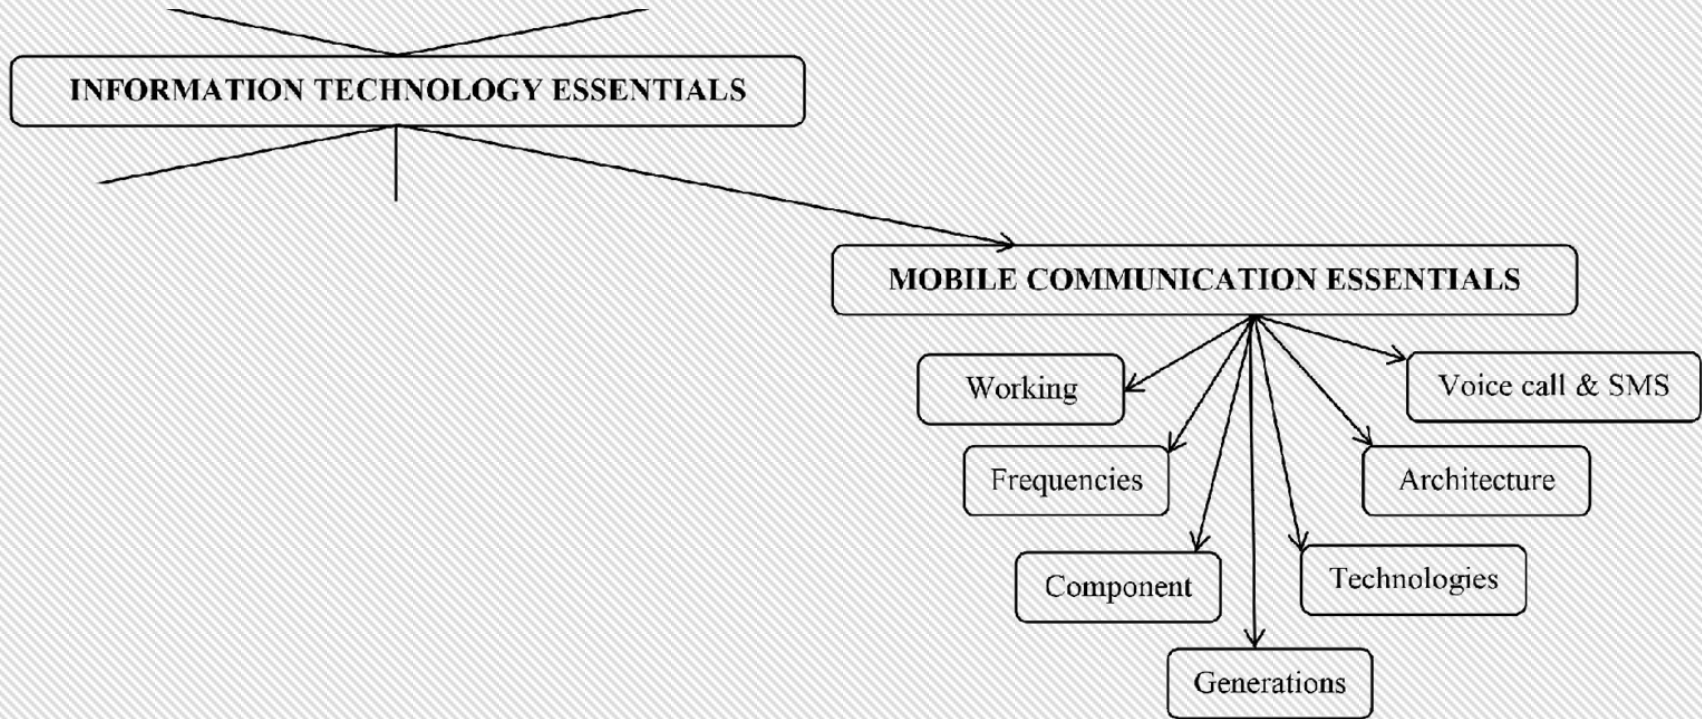 INFORMATION TECHNOLOGY ESSENTIALS
MOBILE COMMUNICATION ESSENTIALS
Working
Voice call & SMS
Frequencies
Architecture
Component
Technologies
Generations